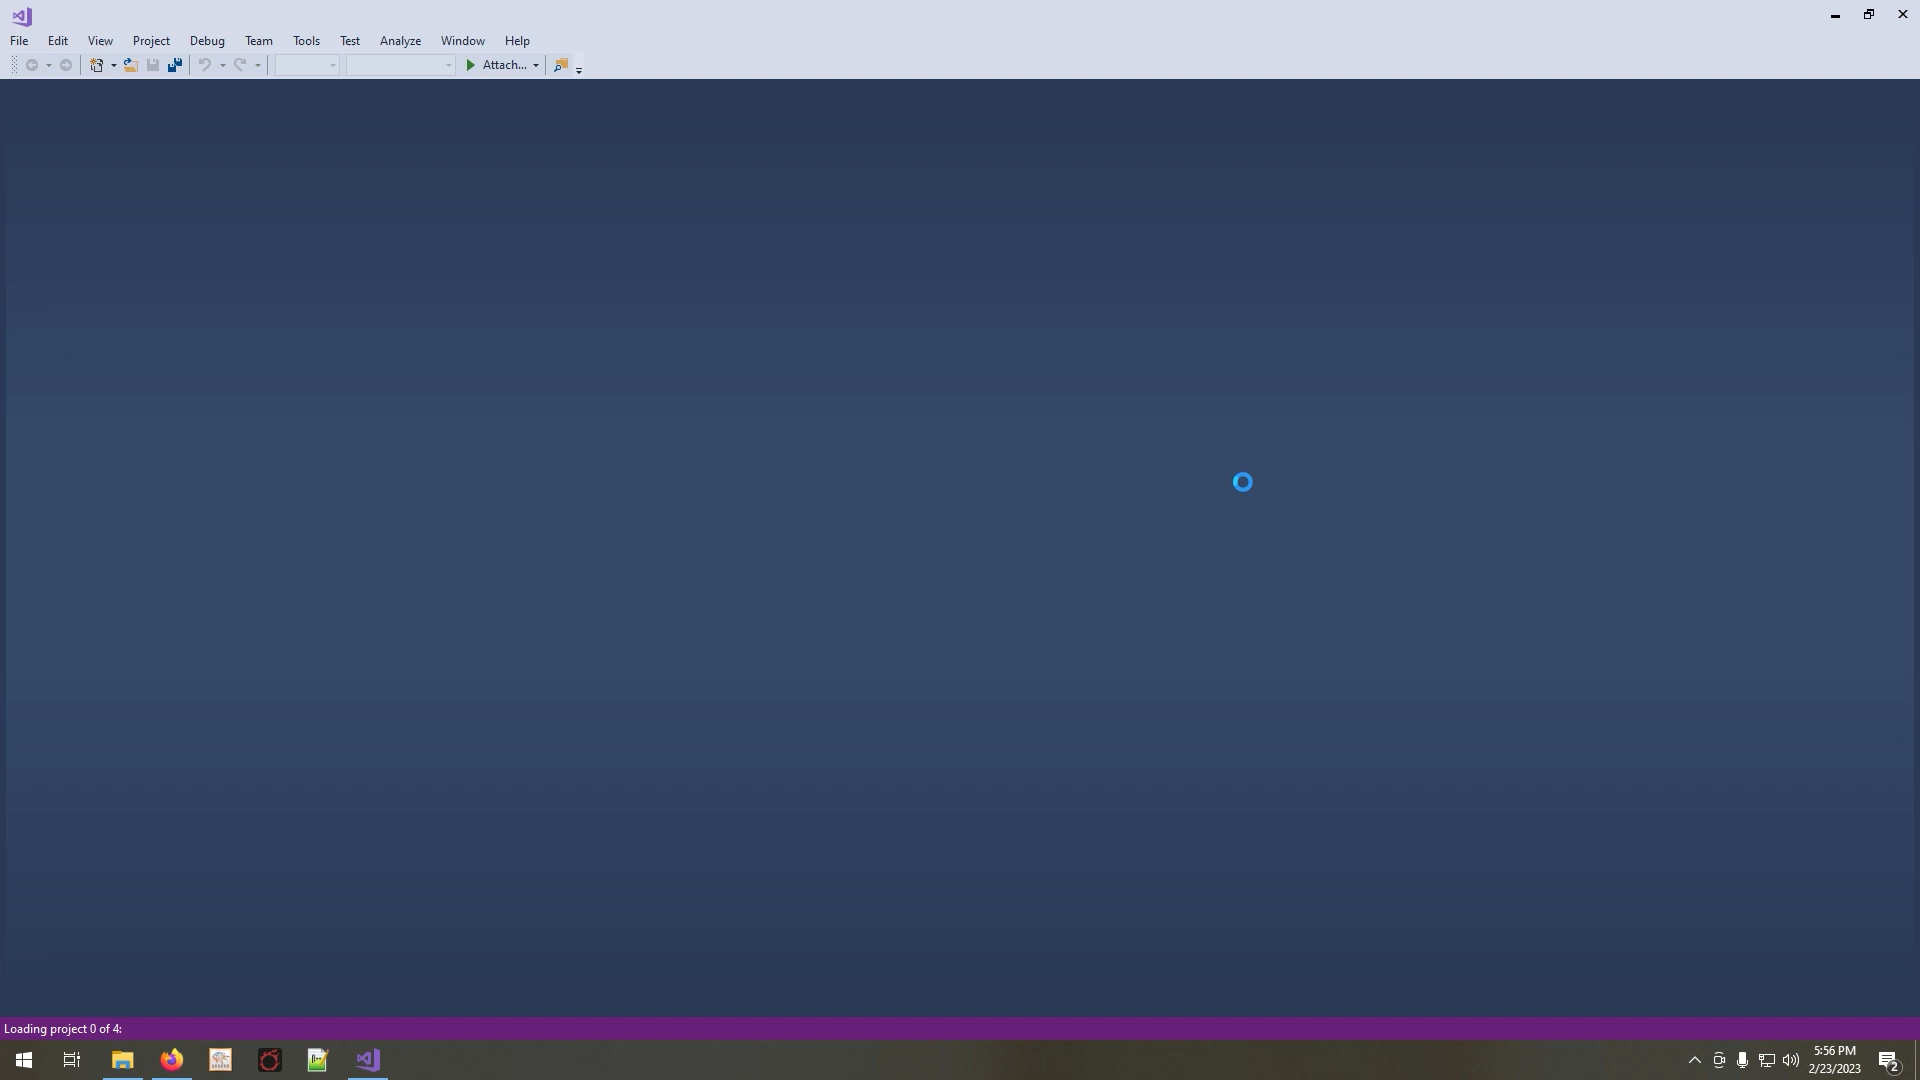 File Edit View Project Debug Team Tools Test Analyze Window Help
Attach...
Loading project 0 of 4:
5:56 PM
2/23/2023
2